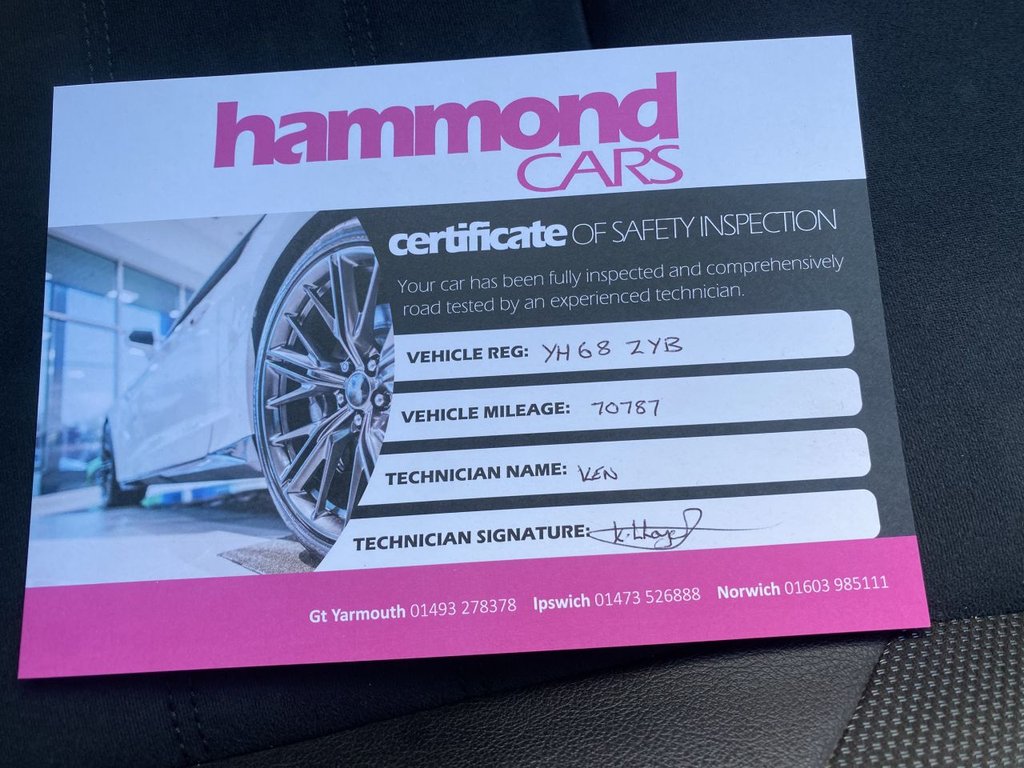 hammond
CARS
certificate OF SAFETY INSPECTION
Your car has been fully inspected and comprehensively
road tested by an experienced technician.
VEHICLE REG: YH68 ZYB
VEHICLE MILEAGE: 70787
TECHNICIAN NAME: KEN
TECHNICIAN SIGNATURE:
Gt Yarmouth 01493 278378 Ipswich 01473 526888 Norwich 01603 985111